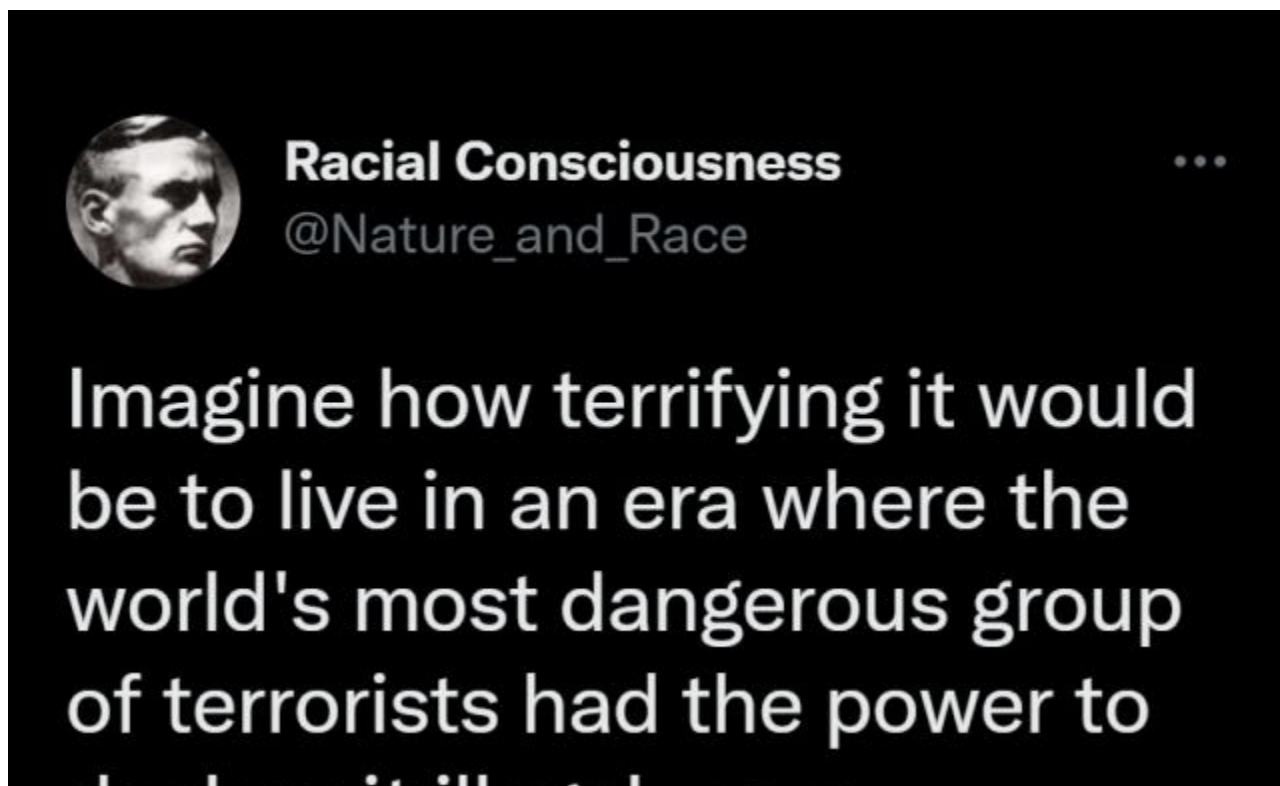 Racial Consciousness
@Nature_and_Race
Imagine how terrifying it would
be to live in an era where the
world's most dangerous group
of terrorists had the power to